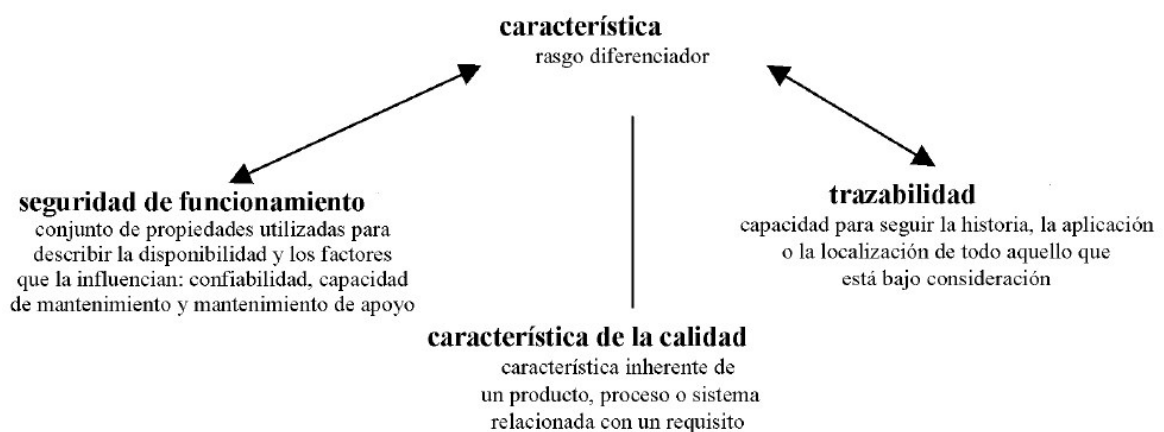 característica
rasgo diferenciador
seguridad de funcionamiento
conjunto de propiedades utilizadas para
describir la disponibilidad y los factores
que la influencian: confiabilidad, capacidad
de mantenimiento y mantenimiento de apoyo
trazabilidad
capacidad para seguir la historia, la aplicación
o la localización de todo aquello que
está bajo consideración
característica de la calidad
característica inherente de
un producto, proceso o sistema
relacionada con un requisito